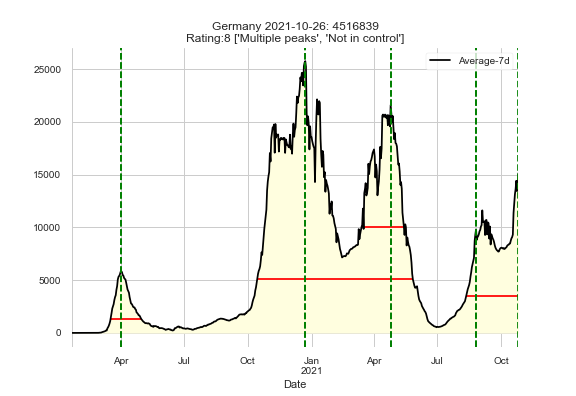 Germany 2021-10-26: 4516839
Rating:8 ['Multiple peaks', 'Not in control']
Average-7d
25000
20000
15000
10000
5000
0
Apr Jul Oct Jan Apr Jul Oct
2021
Date